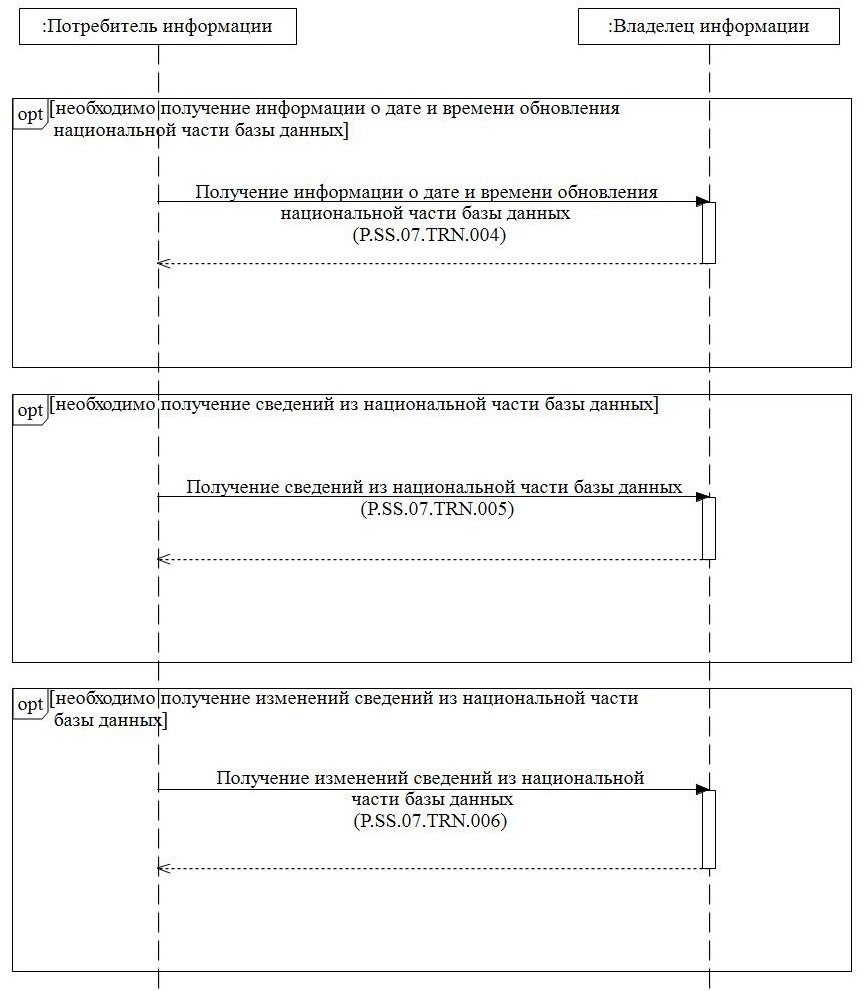 :Потребитель информации
:Владелец информации
opt
[необходимо получение информации о дате и времени обновления
национальной части базы данных]
Получение информации о дате и времени обновления
национальной части базы данных
(P.SS.07.TRN.004)
opt
[необходимо получение сведений из национальной части базы данных]
Получение сведений из национальной части базы данных
(P.SS.07.TRN.005)
opt
[необходимо получение изменений сведений из национальной части
базы данных]
Получение изменений сведений из национальной
части базы данных
(P.SS.07.TRN.006)